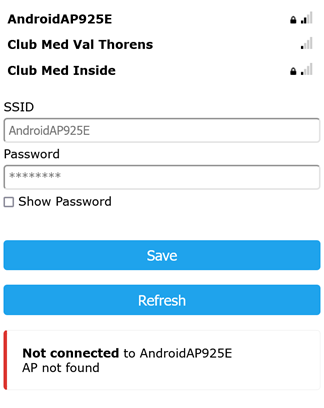 AndroidAP925E
Club Med Val Thorens
Club Med Inside
SSID
AndroidAP925E
Password
********
Show Password
Save
Refresh
Not connected to AndroidAP925E
AP not found